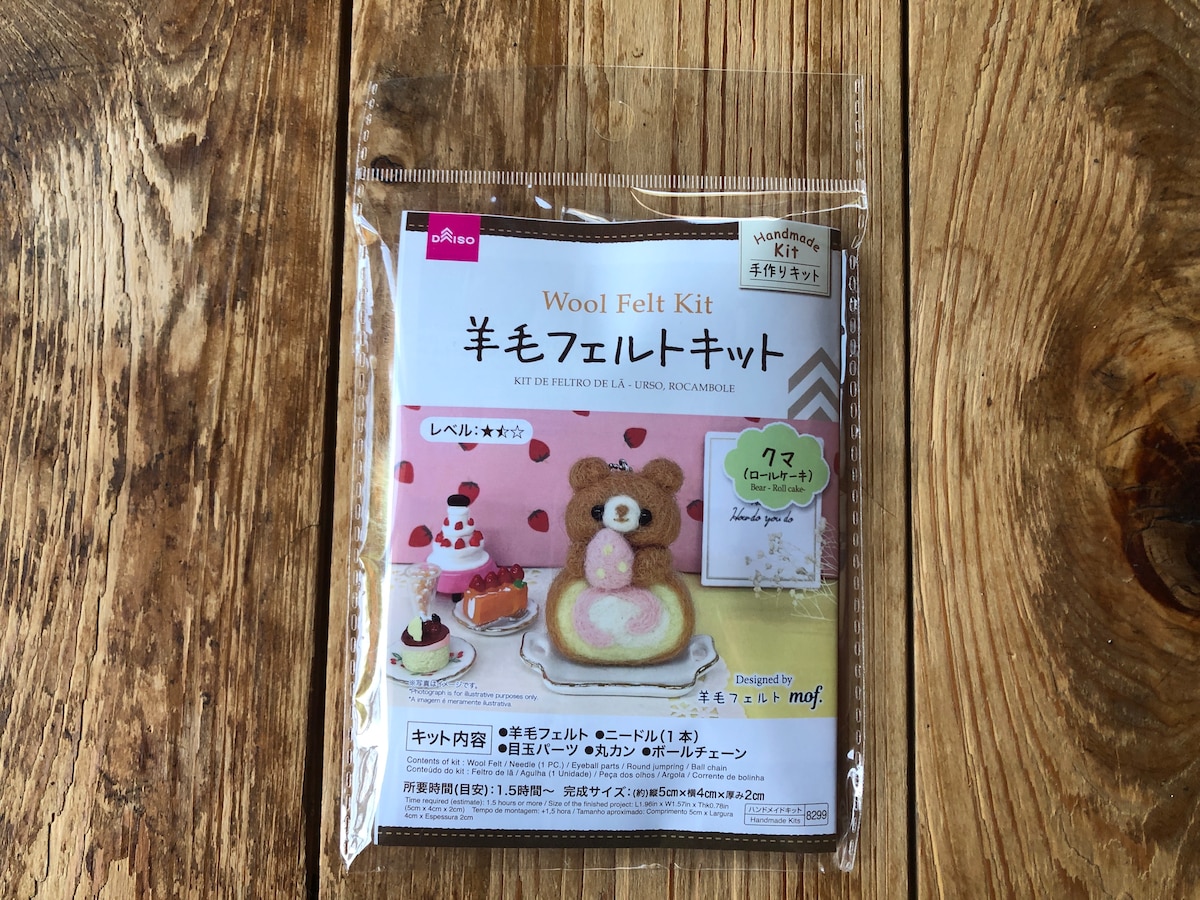 DAISO
Handmade
Kit
手作りキット
Wool Felt Kit
羊毛フェルトキット
KIT DE FELTRO DE LÃ - URSO, ROCAMBOLE
レベル:★⯪☆
クマ
(ロールケーキ)
Bear - Roll cake-
How do you do
Designed by
羊毛フェルト mof.
※写真はイメージです。
*Photograph is for illustrative purposes only.
*A imagem é meramente ilustrativa.
キット内容
●羊毛フェルト ●ニードル(1本)
●目玉パーツ ●丸カン ●ボールチェーン
Contents of kit : Wool Felt / Needle (1 PC.) / Eyeball parts / Round jumpring / Ball chain
Conteúdo do kit : Feltro de lã / Agulha (1 Unidade) / Peça dos olhos / Argola / Corrente de bolinha
所要時間(目安):1.5時間〜 完成サイズ:(約)縦5cm×横4cm×厚み2cm
Time required (estimate): 1.5 hours or more / Size of the finished project: L1.96in x W1.57in x Thk0.78in
(5cm x 4cm x 2cm) Tempo de montagem: +1,5 hora / Tamanho aproximado: Comprimento 5cm x Largura
4cm x Espessura 2cm
ハンドメイドキット
Handmade Kits
8299